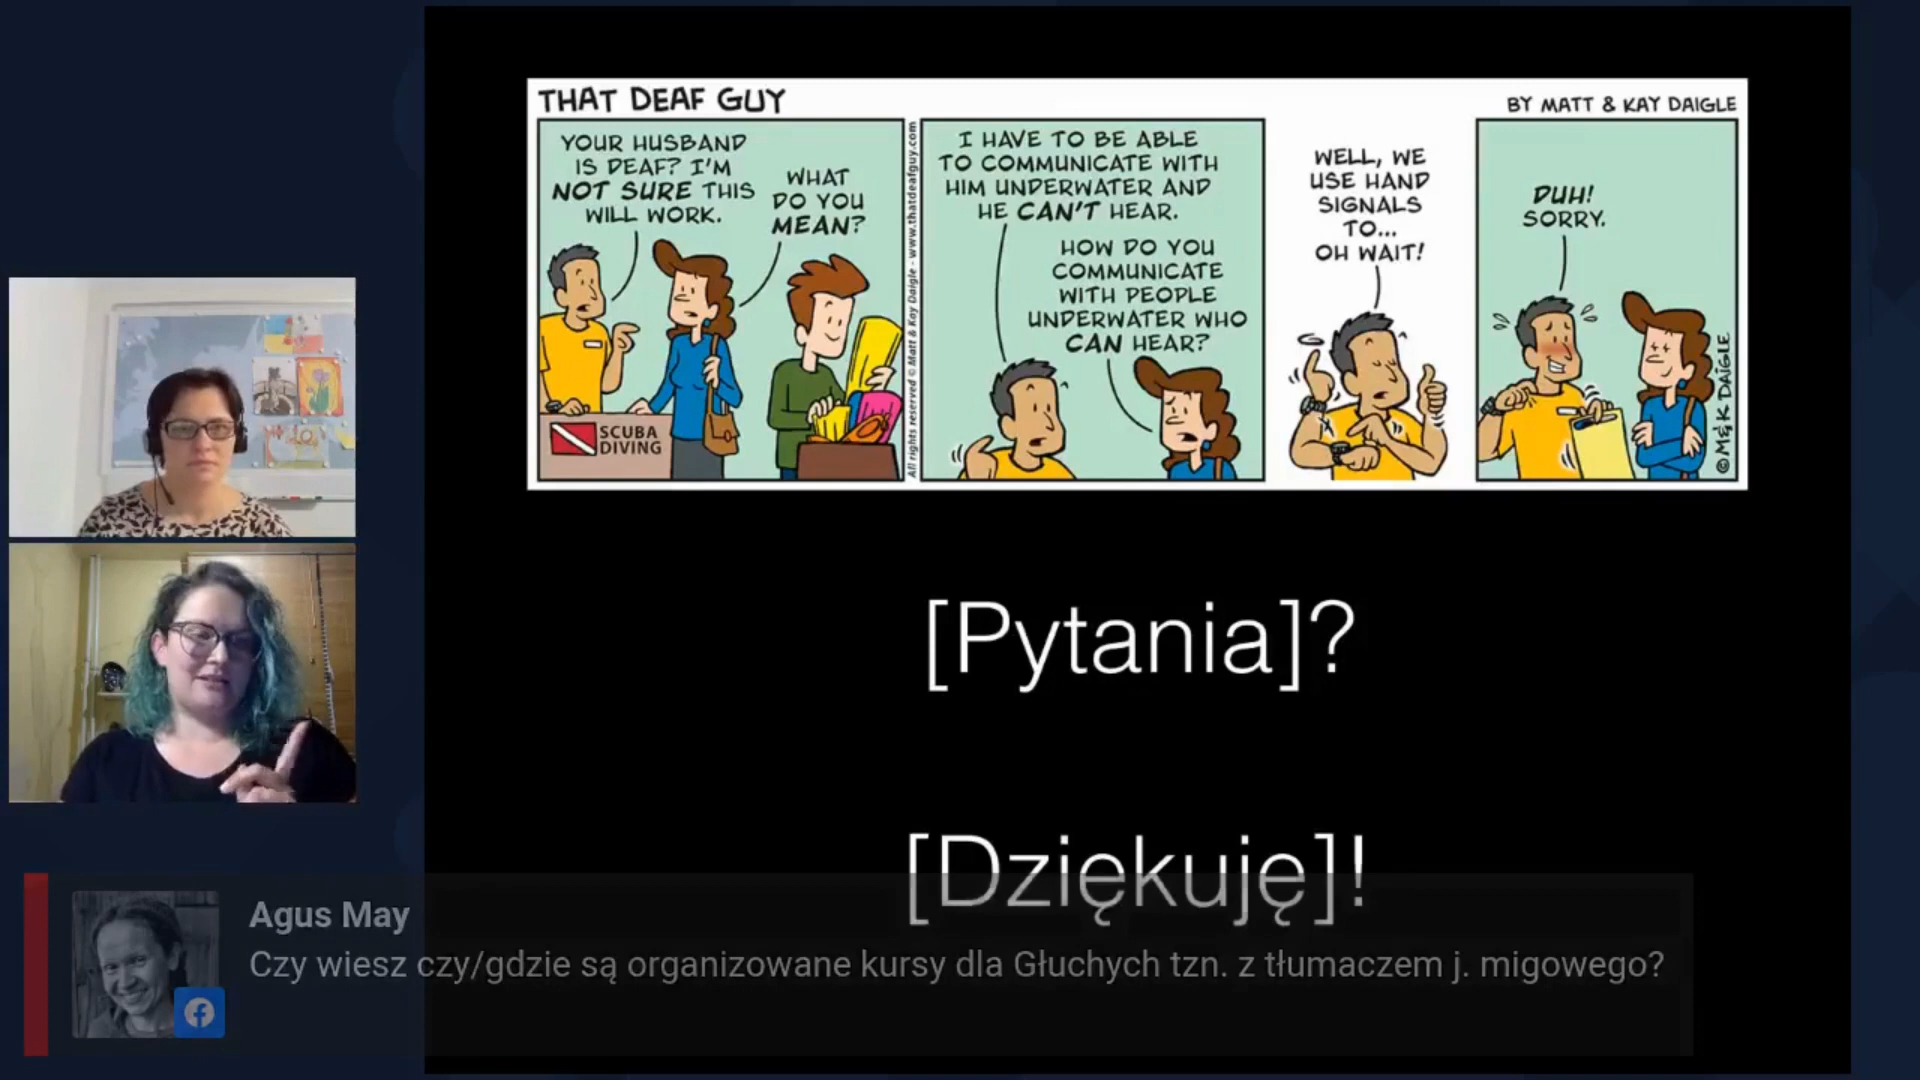 THAT DEAF GUY
BY MATT & KAY DAIGLE
YOUR HUSBAND
IS DEAF? I'M
NOT SURE THIS
WILL WORK.
WHAT
DO YOU
MEAN?
SCUBA
DIVING
All rights reserved © Matt & Kay Daigle - www.thatdeafguy.com
I HAVE TO BE ABLE
TO COMMUNICATE WITH
HIM UNDERWATER AND
HE CAN'T HEAR.
HOW DO YOU
COMMUNICATE
WITH PEOPLE
UNDERWATER WHO
CAN HEAR?
WELL, WE
USE HAND
SIGNALS
TO...
OH WAIT!
DUH!
SORRY.
©M&K DAIGLE
[Pytania]?
[Dziękuję]!
Agus May
Czy wiesz czy/gdzie są organizowane kursy dla Głuchych tzn. z tłumaczem j. migowego?